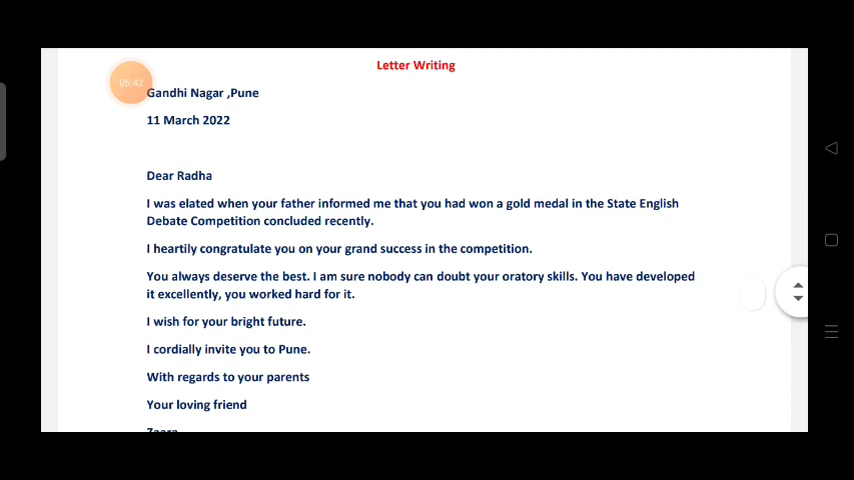 Letter Writing
05:42
Gandhi Nagar ,Pune
11 March 2022
Dear Radha
I was elated when your father informed me that you had won a gold medal in the State English
Debate Competition concluded recently.
I heartily congratulate you on your grand success in the competition.
You always deserve the best. I am sure nobody can doubt your oratory skills. You have developed
it excellently, you worked hard for it.
I wish for your bright future.
I cordially invite you to Pune.
With regards to your parents
Your loving friend
Zaara